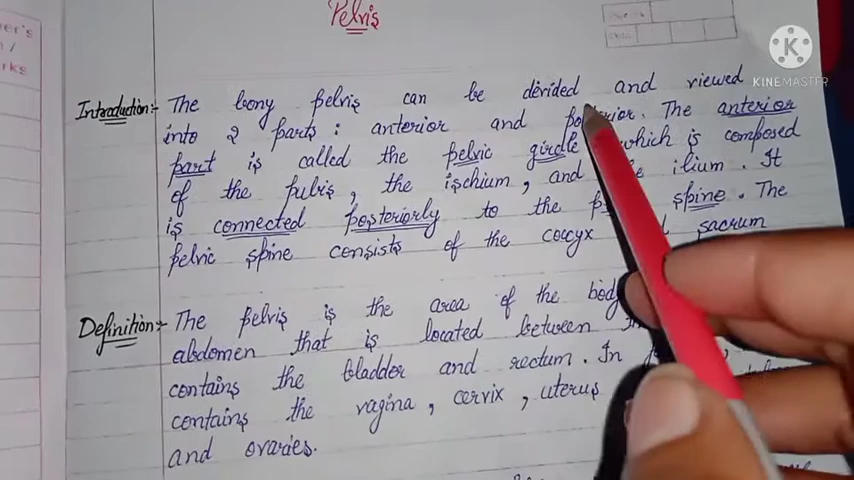 er's
n /
rks
Pelvis
KINEMASTER
Introduction:- The bony pelvis can be divided and viewed
into 2 parts : anterior and posterior. The anterior
part is called the pelvic girdle which is composed
of the pubis, the ischium, and ilium. It
is connected posteriorly to the spine. The
pelvic spine consists of the coccyx sacrum
Definition:- The pelvis is the area of the body
abdomen that is located between
contains the bladder and rectum. In
contains the vagina, cervix, uterus
and ovaries.